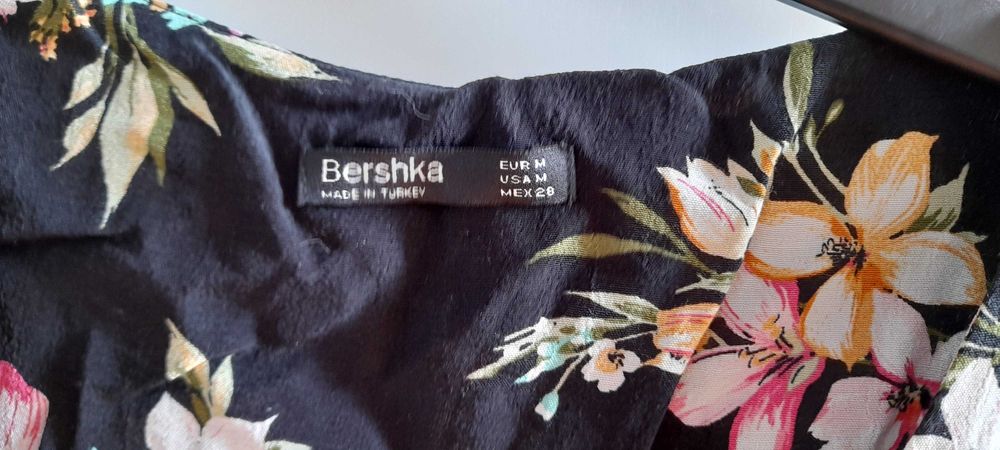 Bershka
MADE IN TURKEY
EUR M
USA M
MEX 28